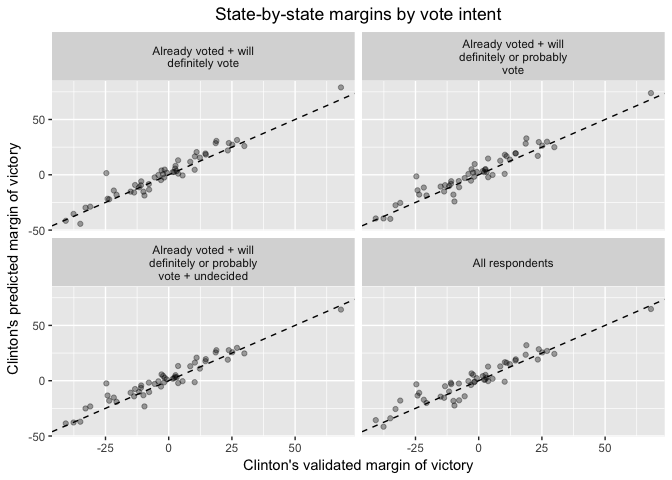 State-by-state margins by vote intent
Already voted + will
definitely vote
Already voted + will
definitely or probably
vote
50
25
0
-25
-50
Already voted + will
definitely or probably
vote + undecided
All respondents
50
0
-50
-25
0
25
50
-25
0
25
50
Clinton's predicted margin of victory
Clinton's validated margin of victory